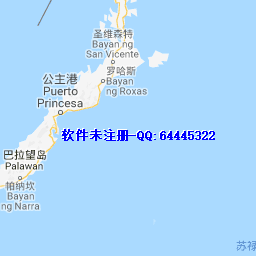 圣维森特
Bayan ng
San Vicente
罗哈斯
Bayan
ng Roxas
公主港
Puerto
Princesa
软件未注册-QQ:64445322
巴拉望岛
Palawan
帕纳坎
Bayan
ng Narra
苏禄